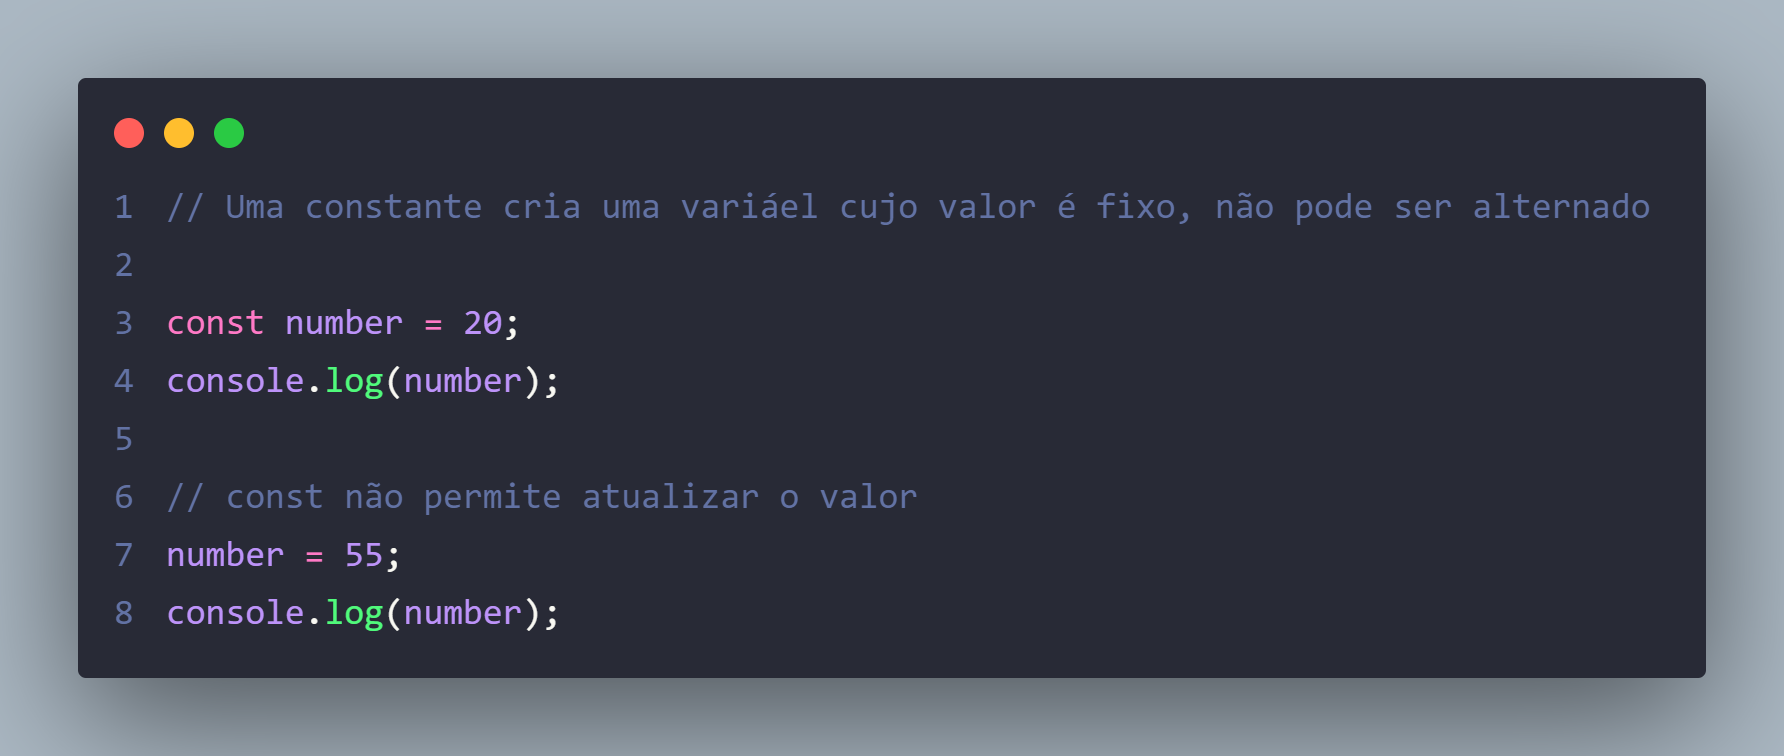 1 // Uma constante cria uma variáel cujo valor é fixo, não pode ser alternado
2
3 const number = 20;
4 console.log(number);
5
6 // const não permite atualizar o valor
7 number = 55;
8 console.log(number);